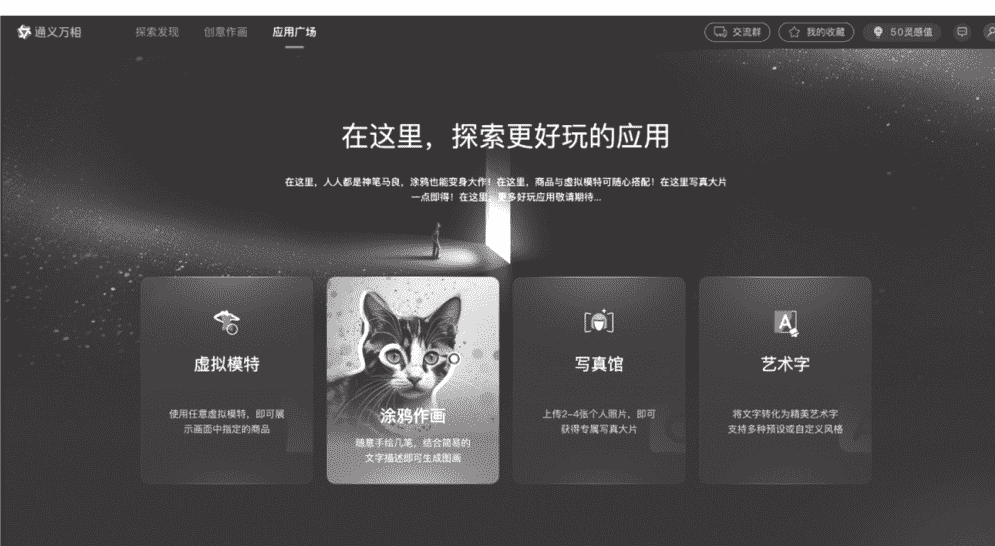 通义万相 探索发现 创意作画 应用广场 交流群 我的收藏 50灵感值
在这里，探索更好玩的应用
在这里，人人都是神笔马良，涂鸦也能变身大作！在这里，商品与虚拟模特可随心搭配！在这里写真大片
一点即得！在这里，更多好玩应用敬请期待...
虚拟模特
使用任意虚拟模特，即可展
示画面中指定的商品
涂鸦作画
随意手绘几笔，结合简易的
文字描述即可生成图画
写真馆
上传2-4张个人照片，即可
获得专属写真大片
A
艺术字
将文字转化为精美艺术字
支持多种预设或自定义风格